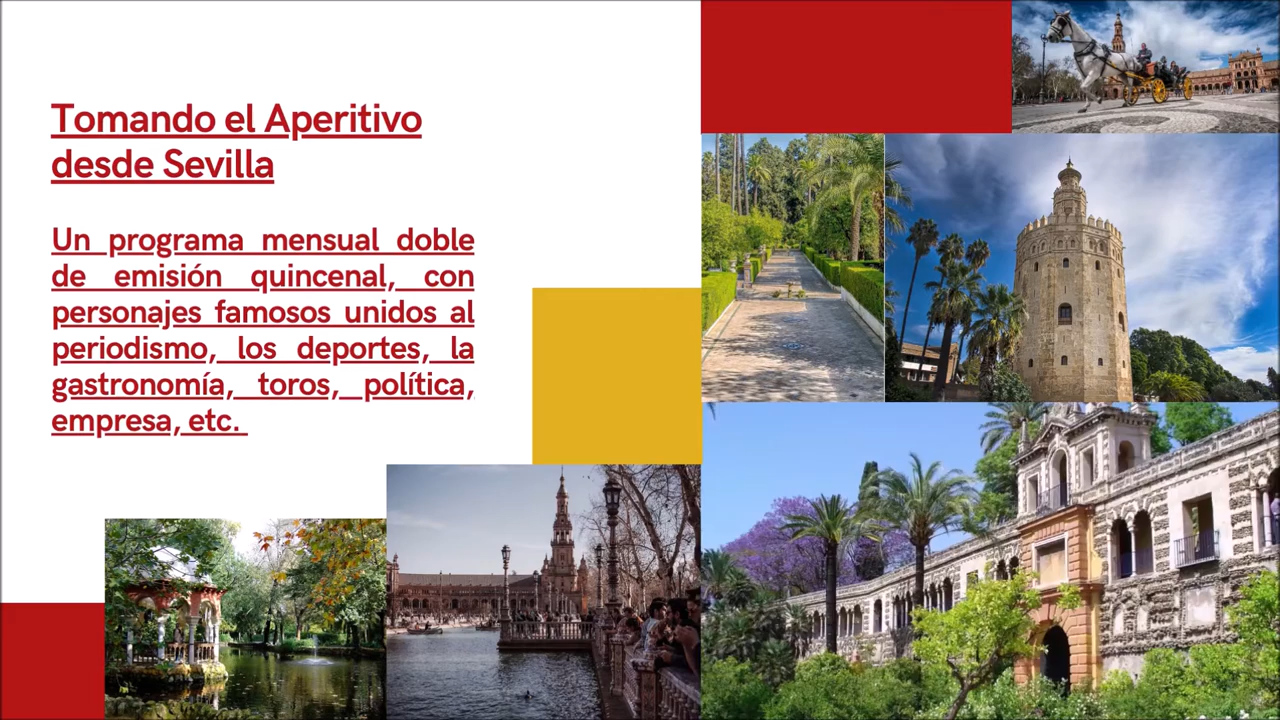 Tomando el Aperitivo
desde Sevilla
Un programa mensual doble
de emisión quincenal, con
personajes famosos unidos al
periodismo, los deportes, la
gastronomía, toros, política,
empresa, etc.